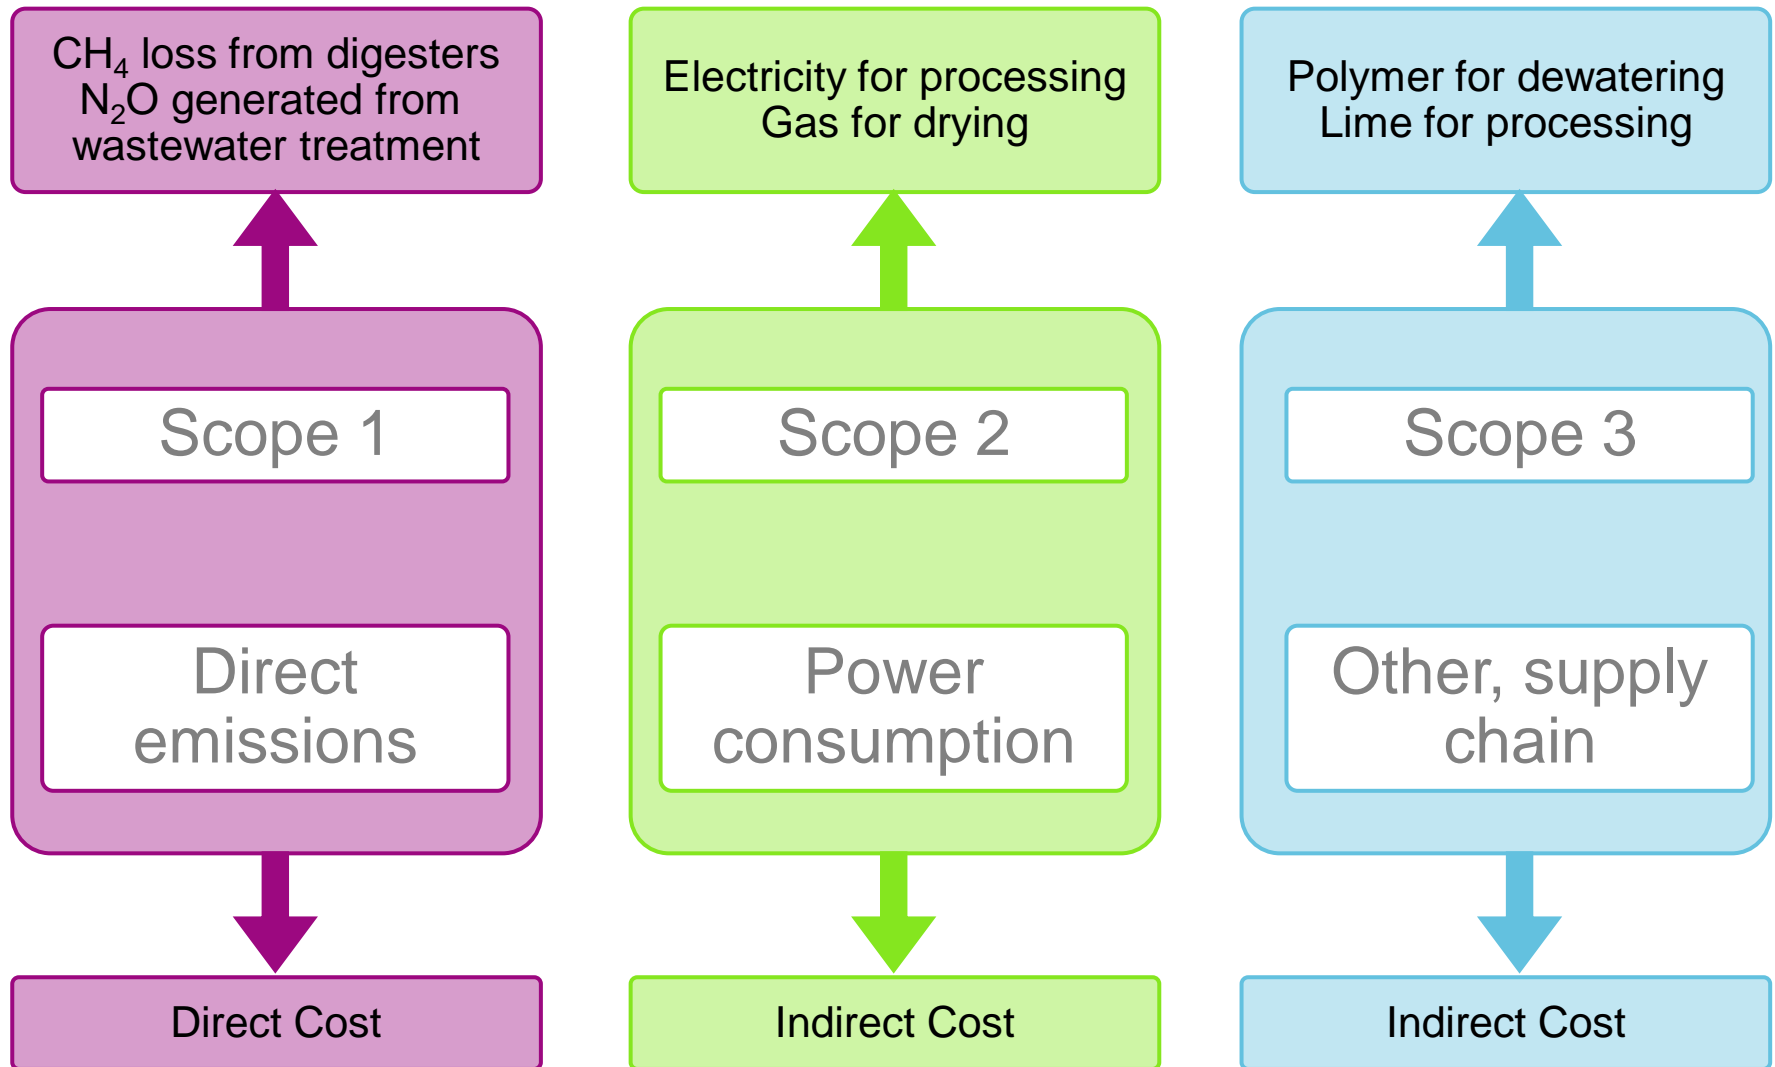 CH₄ loss from digesters
N₂O generated from
wastewater treatment
Electricity for processing
Gas for drying
Polymer for dewatering
Lime for processing
Scope 1
Scope 2
Scope 3
Direct
emissions
Power
consumption
Other, supply
chain
Direct Cost
Indirect Cost
Indirect Cost